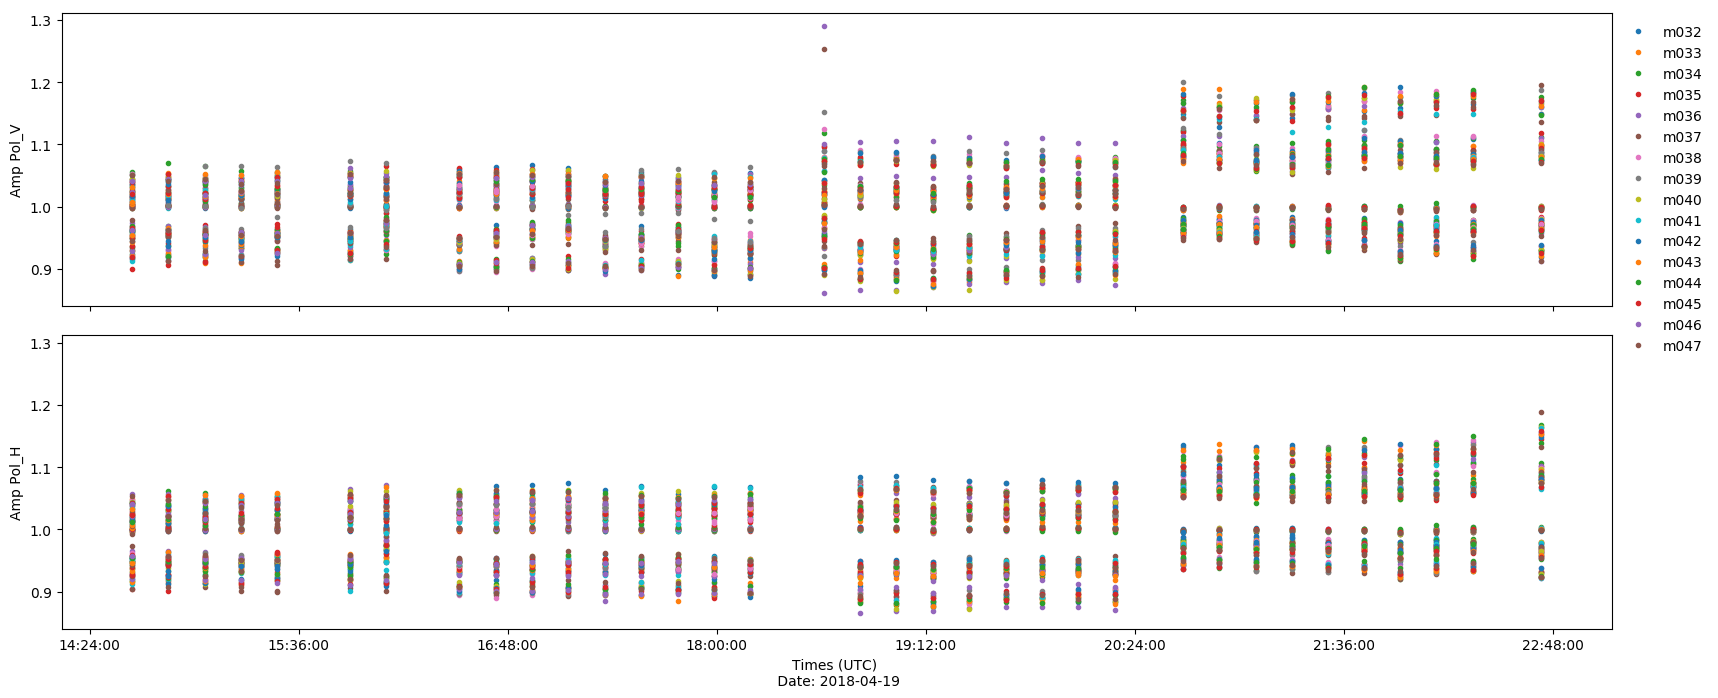 1.3
1.2
1.1
1.0
0.9
Amp Pol_V
m032
m033
m034
m035
m036
m037
m038
m039
m040
m041
m042
m043
m044
m045
m046
m047
1.3
1.2
1.1
1.0
0.9
Amp Pol_H
14:24:00 15:36:00 16:48:00 18:00:00 19:12:00 20:24:00 21:36:00 22:48:00
Times (UTC)
Date: 2018-04-19